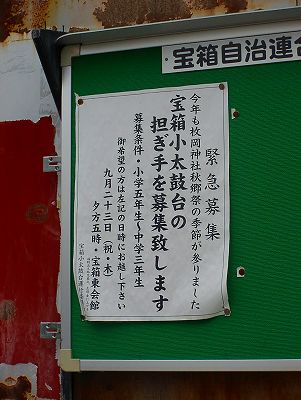 宝箱自治連合
緊急募集
今年も枚岡神社秋郷祭の季節が参りました
宝箱小太鼓台の
担ぎ手を募集致します
募集条件・小学五年生〜中学三年生
御希望の方は左記の日時にお越し下さい
九月二十三日（祝・木）
夕方五時・宝箱東会館